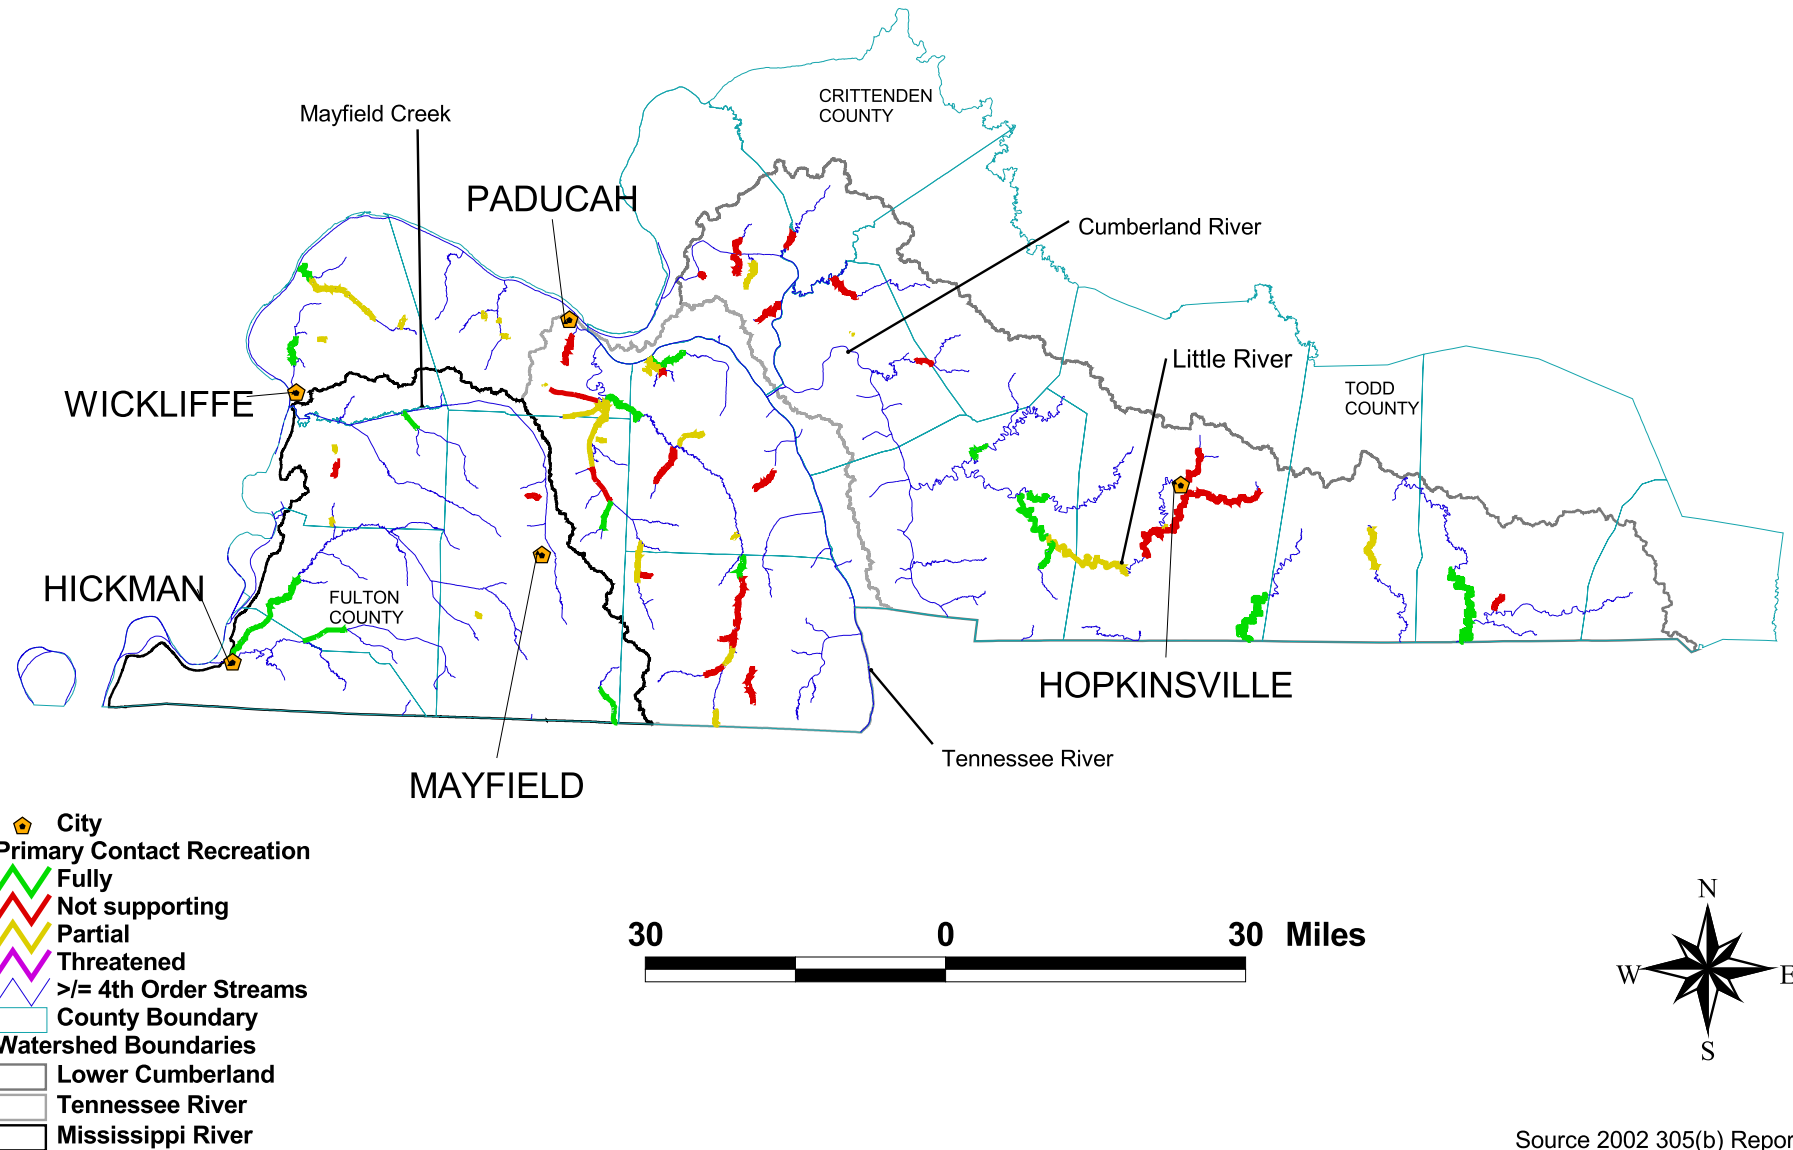 CRITTENDEN
COUNTY
Mayfield Creek
PADUCAH
Cumberland River
Little River
TODD
COUNTY
WICKLIFFE
HICKMAN
FULTON
COUNTY
HOPKINSVILLE
Tennessee River
MAYFIELD
City
Primary Contact Recreation
Fully
Not supporting
Partial
Threatened
>/= 4th Order Streams
County Boundary
Watershed Boundaries
Lower Cumberland
Tennessee River
Mississippi River
30 0 30 Miles
N
W E
S
Source 2002 305(b) Repor